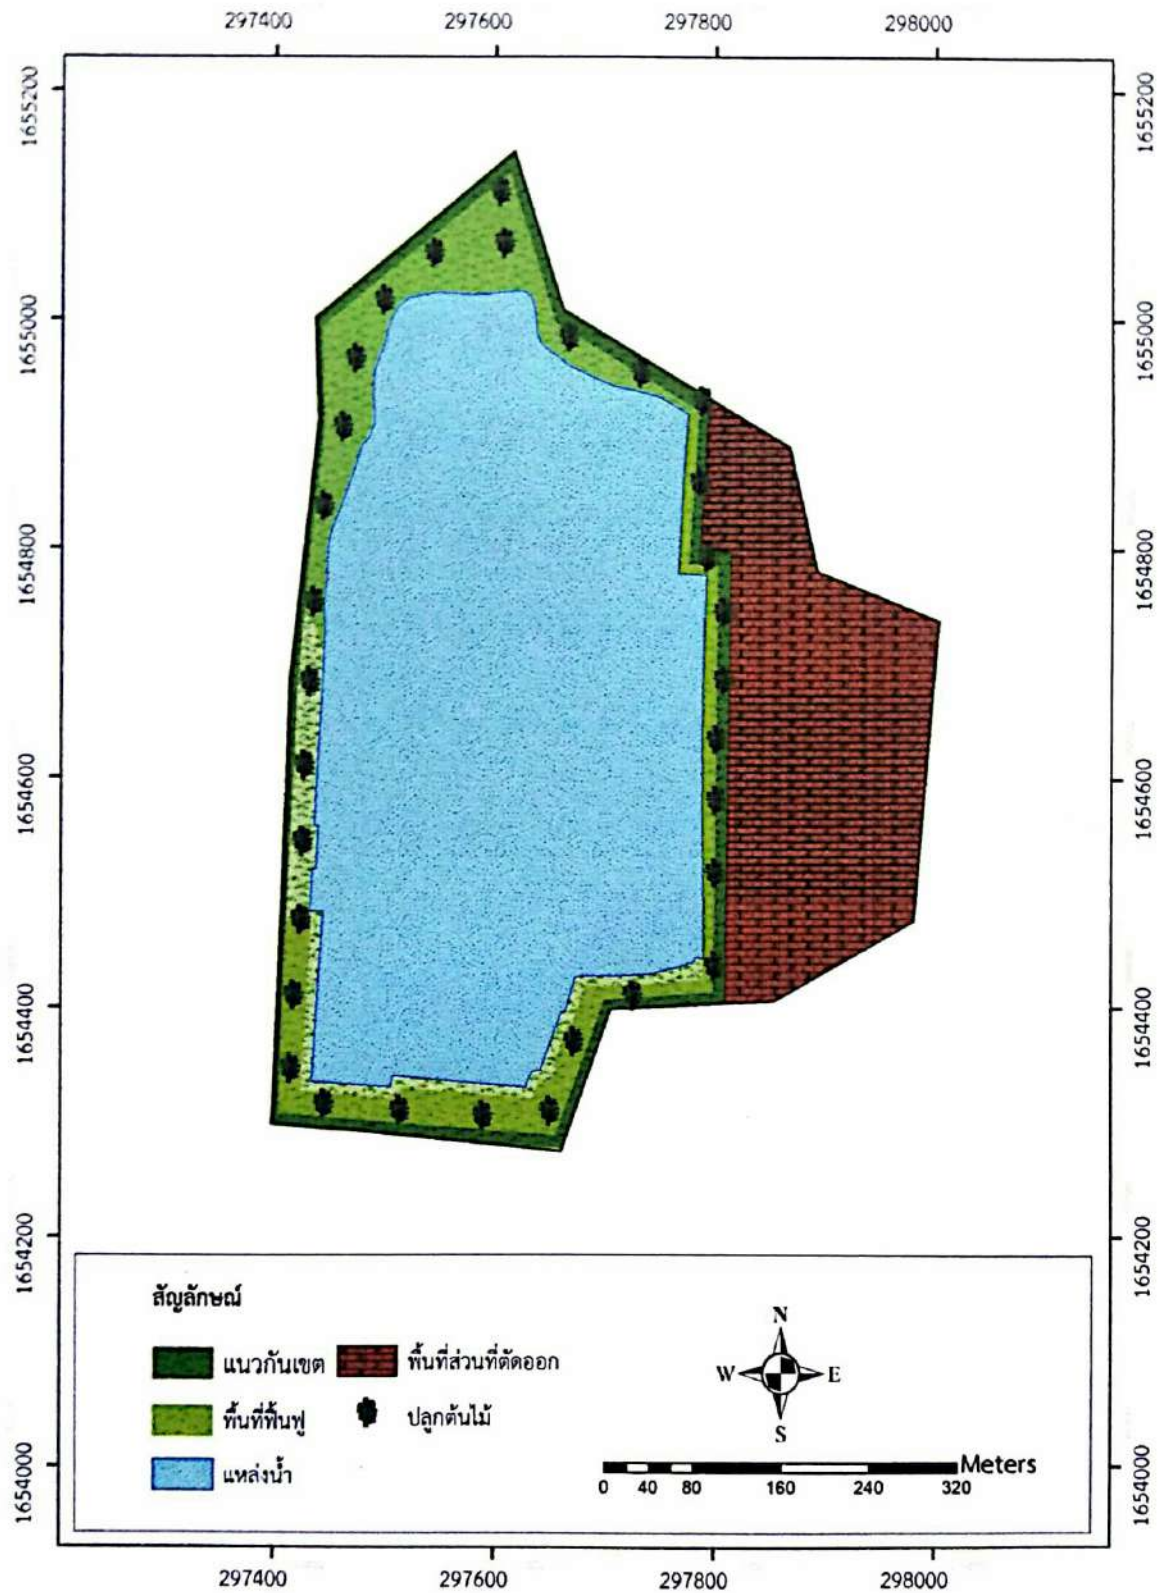 297400 297600 297800 298000
1655200 1655200
1655000 1655000
1654800 1654800
1654600 1654600
1654400 1654400
1654200 1654200
สัญลักษณ์
แนวกันเขต พื้นที่ส่วนที่ตัดออก
พื้นที่ฟื้นฟู ปลูกต้นไม้
แหล่งน้ำ
N
W E
S
Meters
0 40 80 160 240 320
1654000 1654000
297400 297600 297800 298000